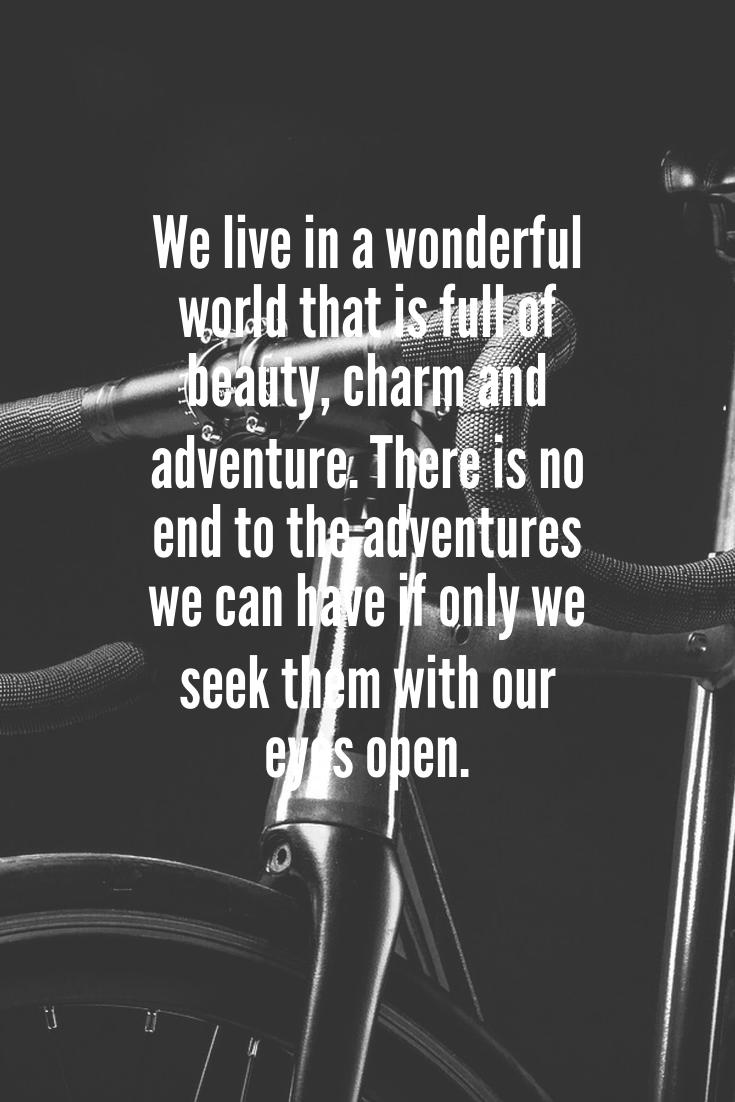 We live in a wonderful
world that is full of
beauty, charm and
adventure. There is no
end to the adventures
we can have if only we
seek them with our
eyes open.